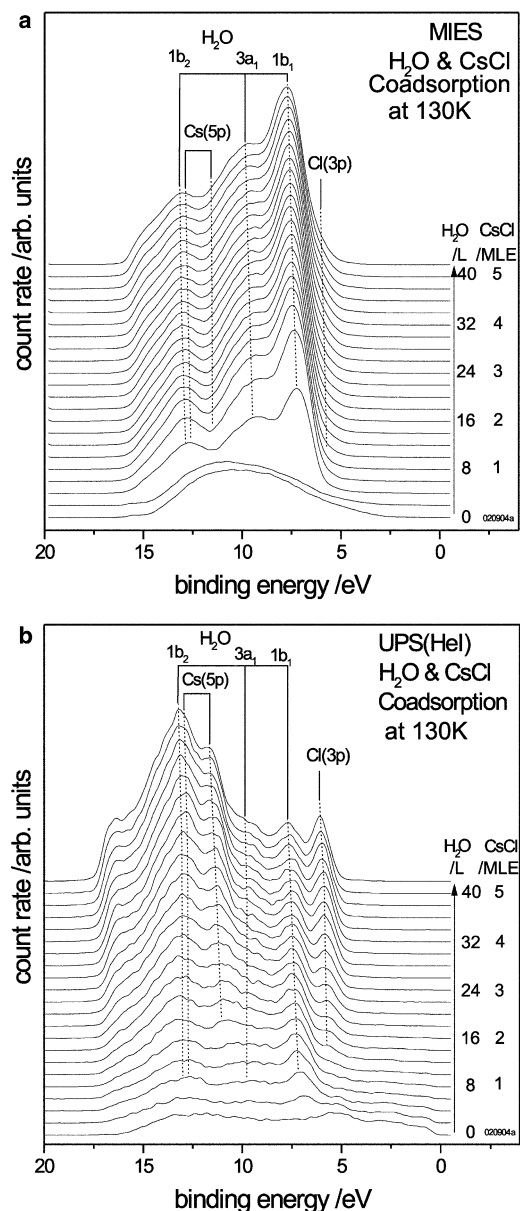 a
MIES
H2O & CsCl
Coadsorption
at 130K
H2O
1b2 3a1 1b1
Cs(5p)
Cl(3p)
H2O CsCl
/L /MLE
40 5
32 4
24 3
16 2
8 1
0 020904a
count rate /arb. units
20 15 10 5 0
binding energy /eV
b
UPS(HeI)
H2O & CsCl
Coadsorption
at 130K
H2O
1b2 3a1 1b1
Cs(5p)
Cl(3p)
H2O CsCl
/L /MLE
40 5
32 4
24 3
16 2
8 1
0 020904a
count rate /arb. units
20 15 10 5 0
binding energy /eV